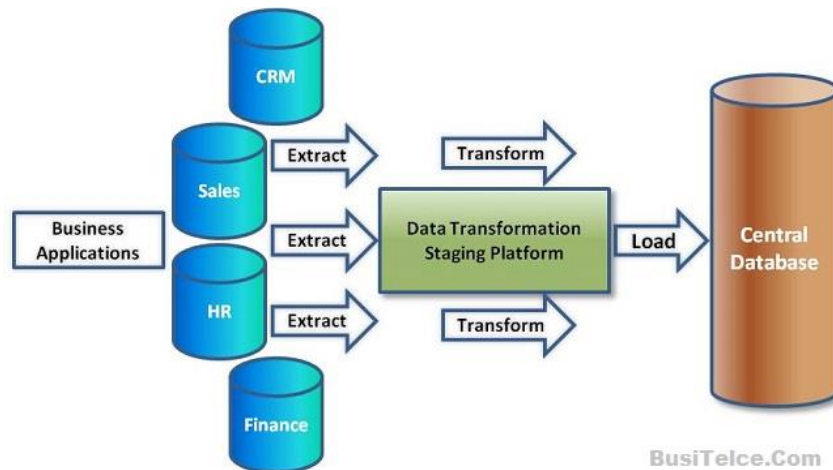 CRM
Extract
Transform
Sales
Business
Applications
Extract
Data Transformation
Staging Platform
Load
Central
Database
HR
Extract
Transform
Finance
BusiTelce.Com